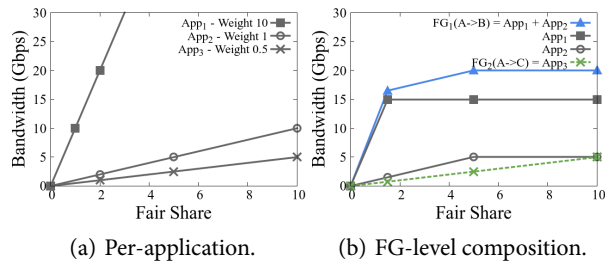 30
25
20
15
10
5
0
0 2 4 6 8 10
Bandwidth (Gbps)
Fair Share
App1 - Weight 10
App2 - Weight 1
App3 - Weight 0.5
(a) Per-application.
30
25
20
15
10
5
0
0 2 4 6 8 10
Bandwidth (Gbps)
Fair Share
FG1(A->B) = App1 + App2
App1
App2
FG2(A->C) = App3
(b) FG-level composition.